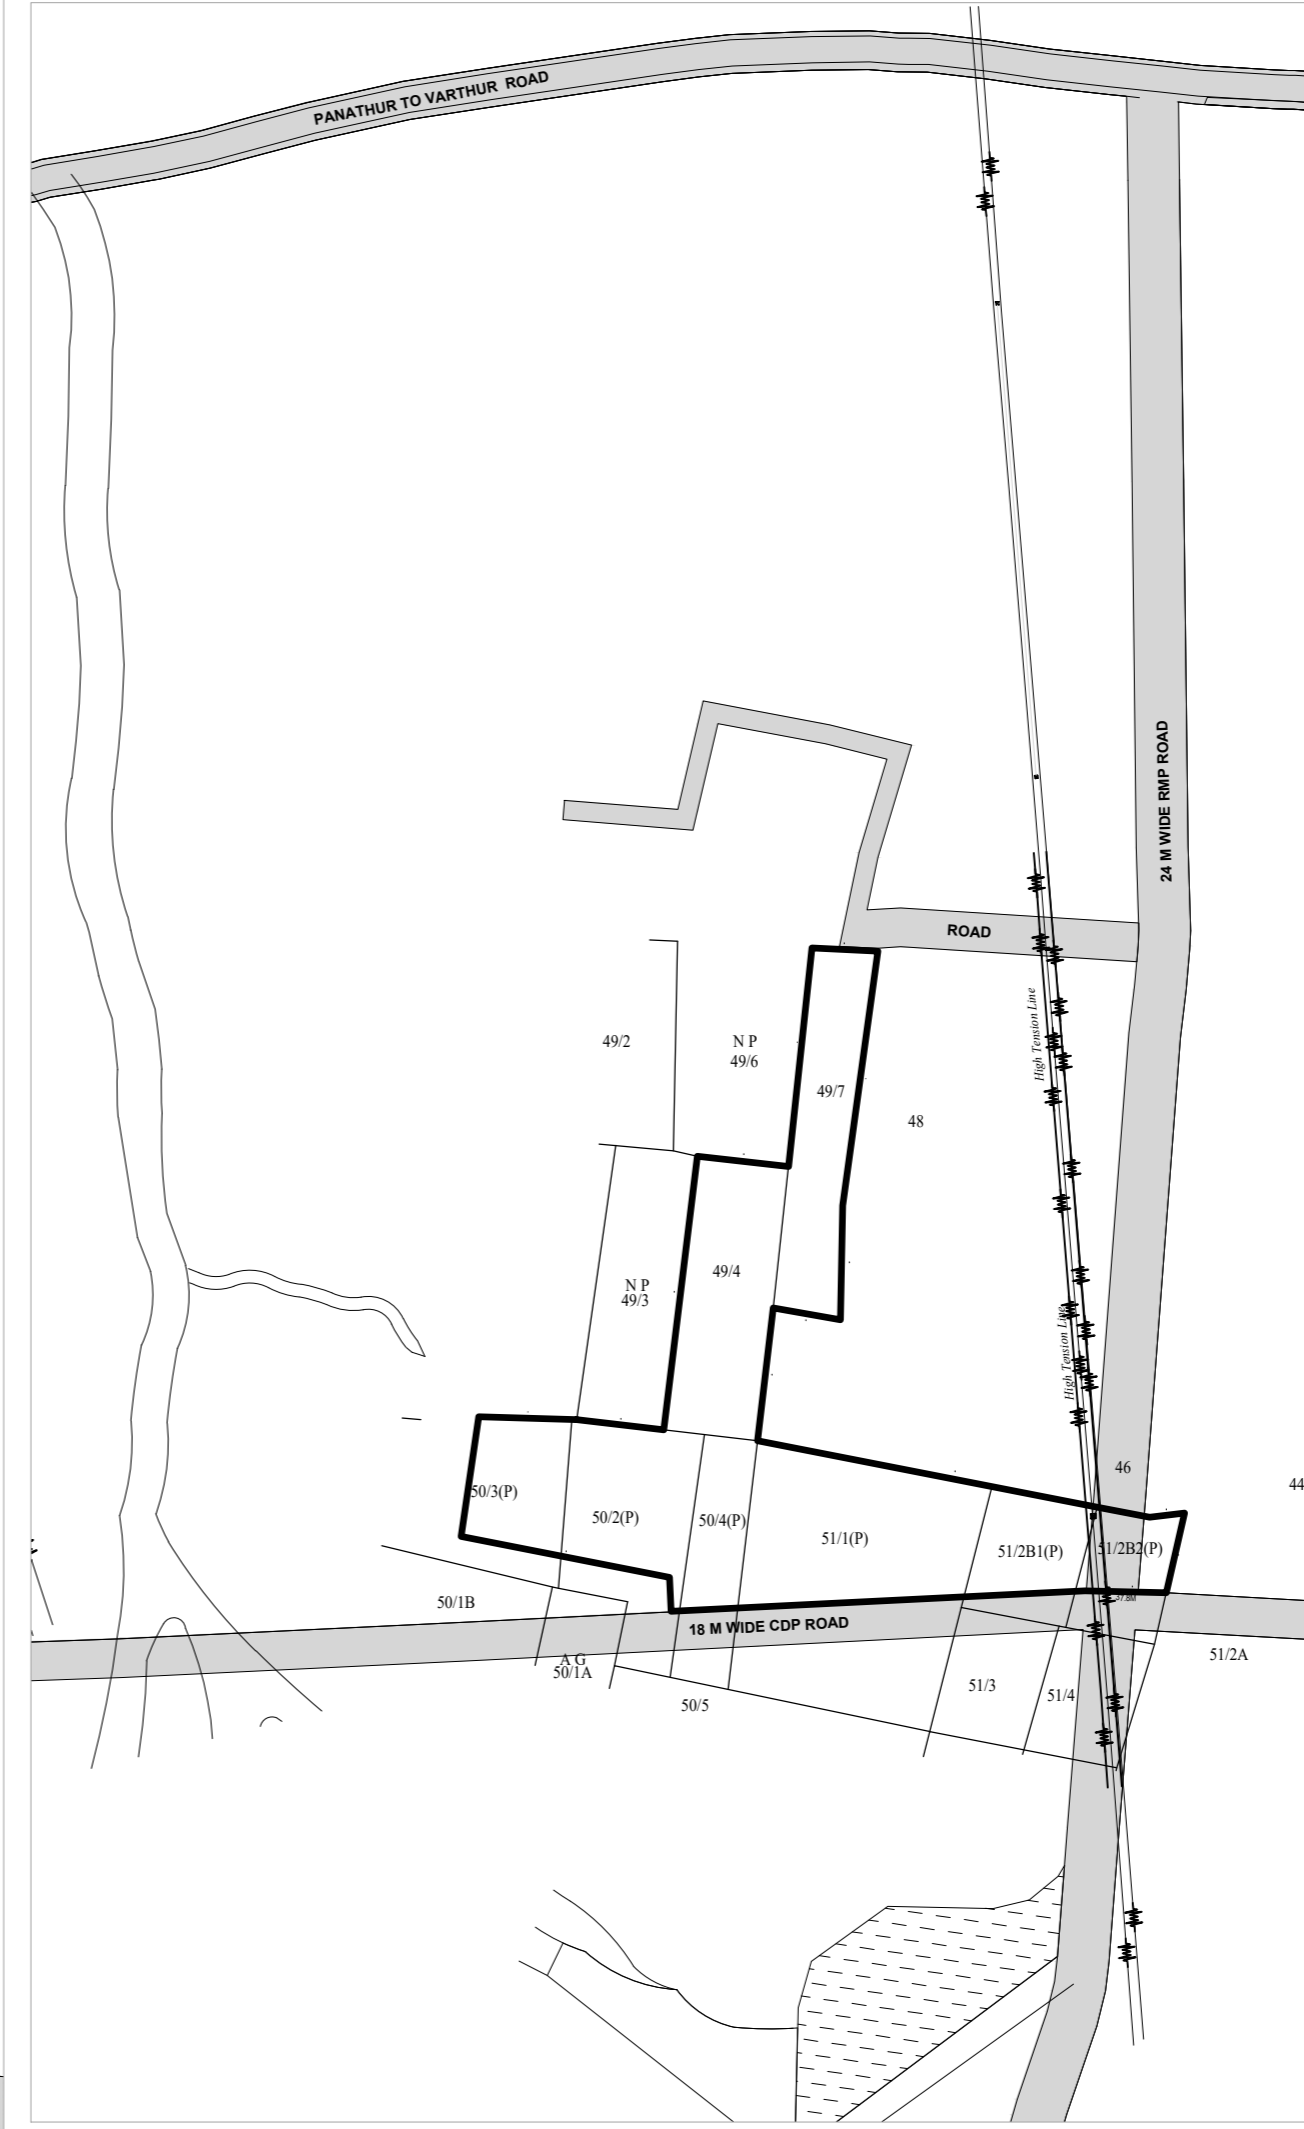 PANATHUR TO VARTHUR ROAD
24 M WIDE RMP ROAD
ROAD
High Tension Line
49/2
N P
49/6
49/7
48
49/4
N P
49/3
High Tension Line
46
44
50/3(P)
50/2(P)
50/4(P)
51/1(P)
51/2B1(P)
51/2B2(P)
37.8M
50/1B
18 M WIDE CDP ROAD
A G
50/1A
50/5
51/3
51/4
51/2A